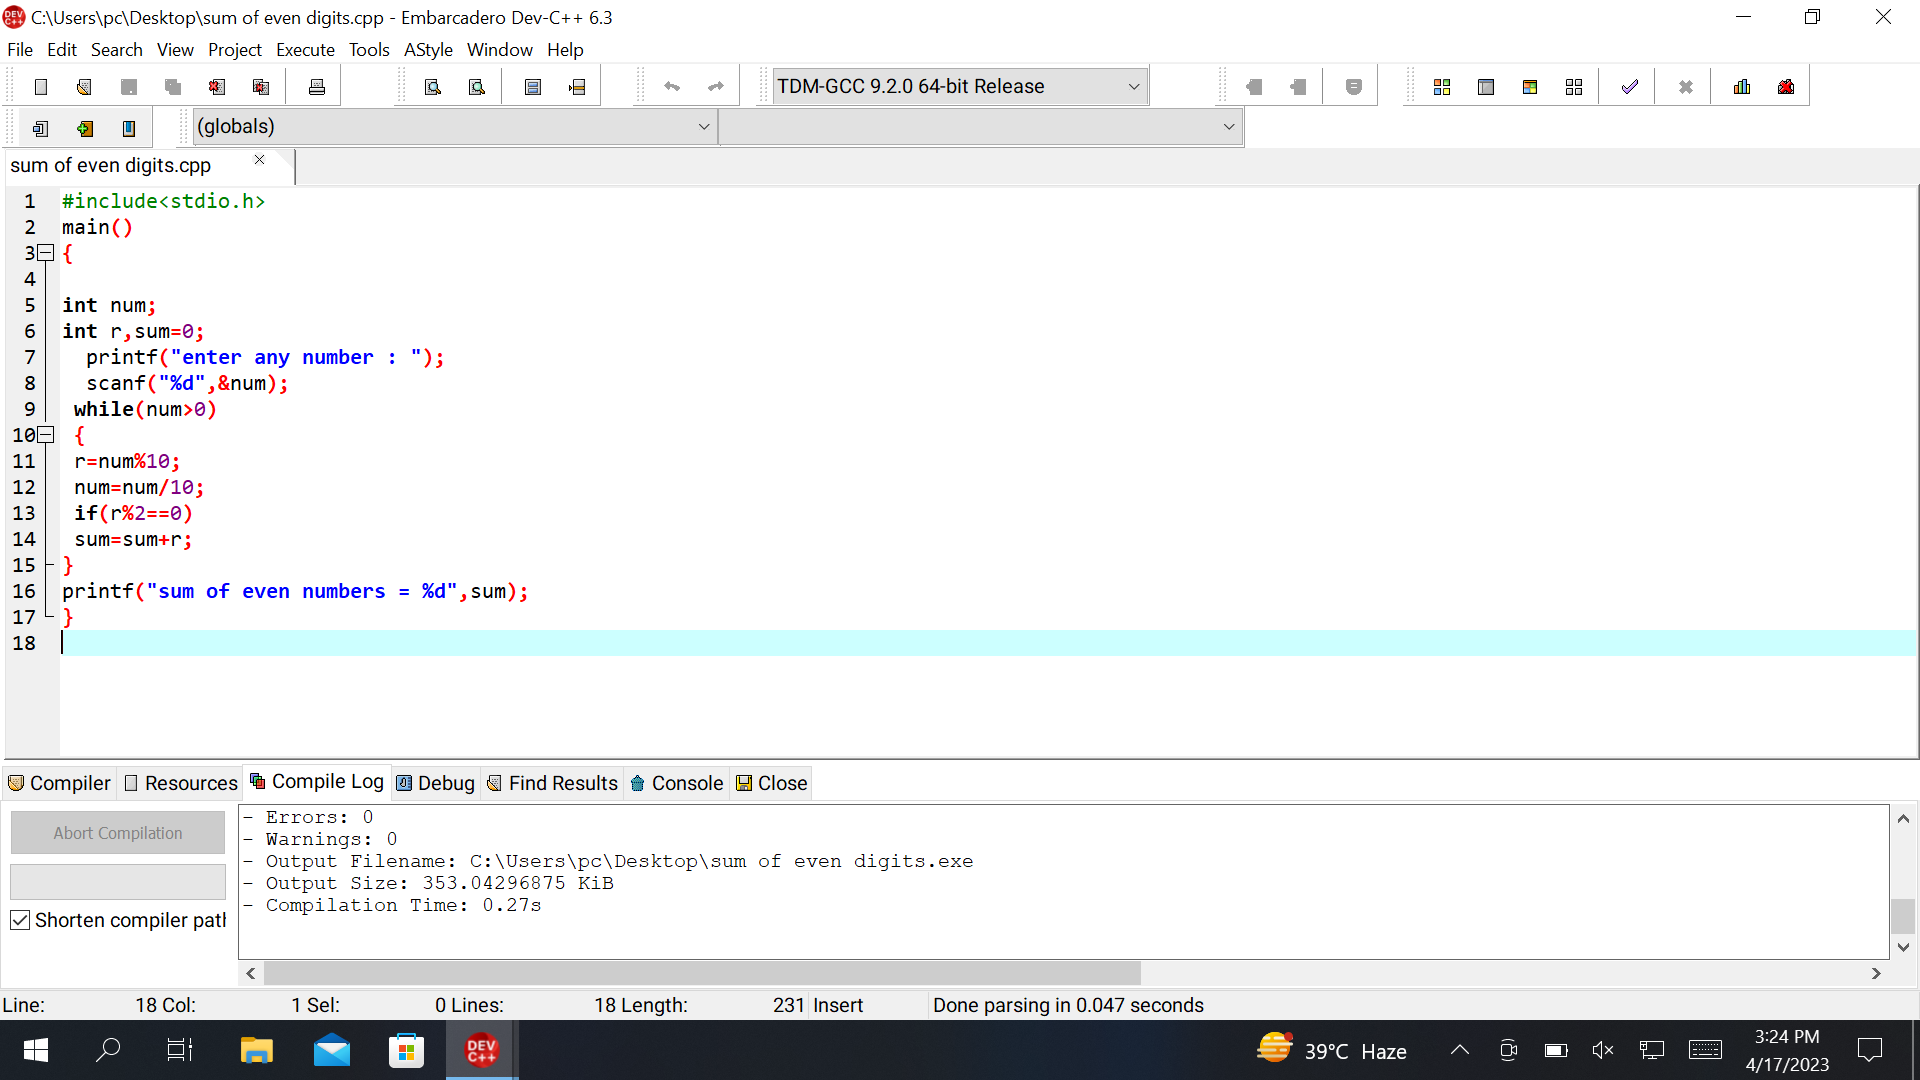 C:\Users\pc\Desktop\sum of even digits.cpp - Embarcadero Dev-C++ 6.3
File Edit Search View Project Execute Tools AStyle Window Help
TDM-GCC 9.2.0 64-bit Release
(globals)
sum of even digits.cpp
1 #include<stdio.h>
2 main()
3 {
4
5 int num;
6 int r,sum=0;
7 printf("enter any number : ");
8 scanf("%d",&num);
9 while(num>0)
10 {
11 r=num%10;
12 num=num/10;
13 if(r%2==0)
14 sum=sum+r;
15 }
16 printf("sum of even numbers = %d",sum);
17 }
18
Compiler Resources Compile Log Debug Find Results Console Close
Abort Compilation
Shorten compiler path
- Errors: 0
- Warnings: 0
- Output Filename: C:\Users\pc\Desktop\sum of even digits.exe
- Output Size: 353.04296875 KiB
- Compilation Time: 0.27s
Line: 18 Col: 1 Sel: 0 Lines: 18 Length: 231 Insert Done parsing in 0.047 seconds
DEV C++
39°C Haze
3:24 PM
4/17/2023